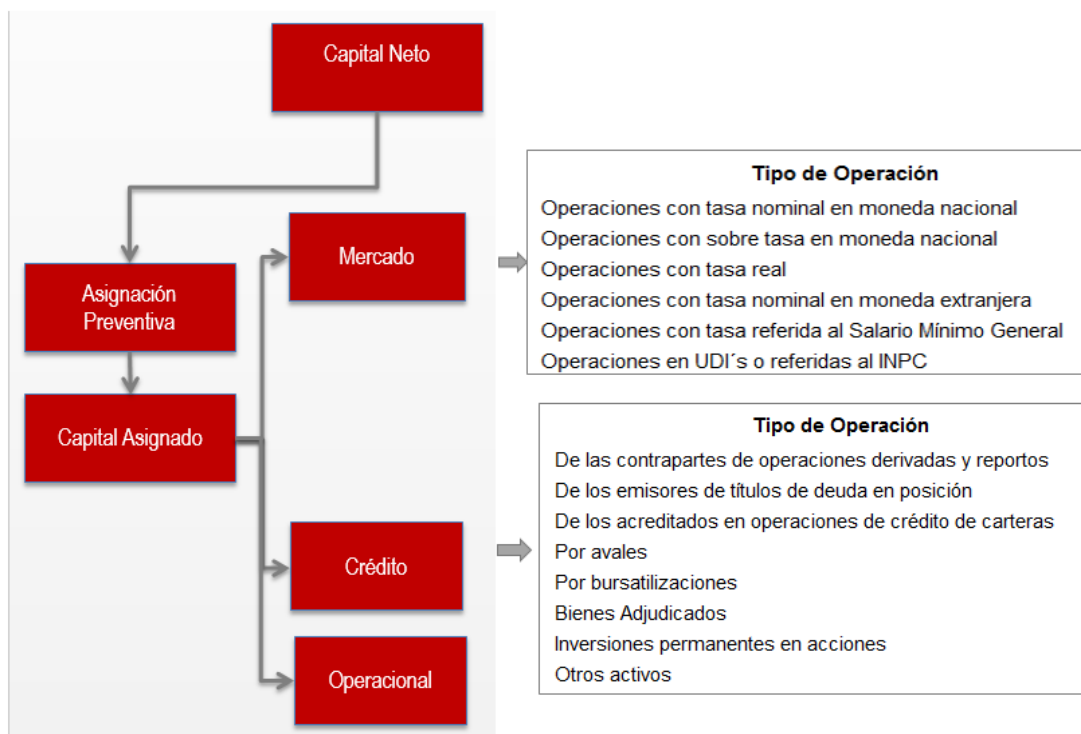 Capital Neto
Asignación
Preventiva
Capital Asignado
Mercado
Crédito
Operacional
Tipo de Operación
Operaciones con tasa nominal en moneda nacional
Operaciones con sobre tasa en moneda nacional
Operaciones con tasa real
Operaciones con tasa nominal en moneda extranjera
Operaciones con tasa referida al Salario Mínimo General
Operaciones en UDI´s o referidas al INPC
Tipo de Operación
De las contrapartes de operaciones derivadas y reportos
De los emisores de títulos de deuda en posición
De los acreditados en operaciones de crédito de carteras
Por avales
Por bursatilizaciones
Bienes Adjudicados
Inversiones permanentes en acciones
Otros activos